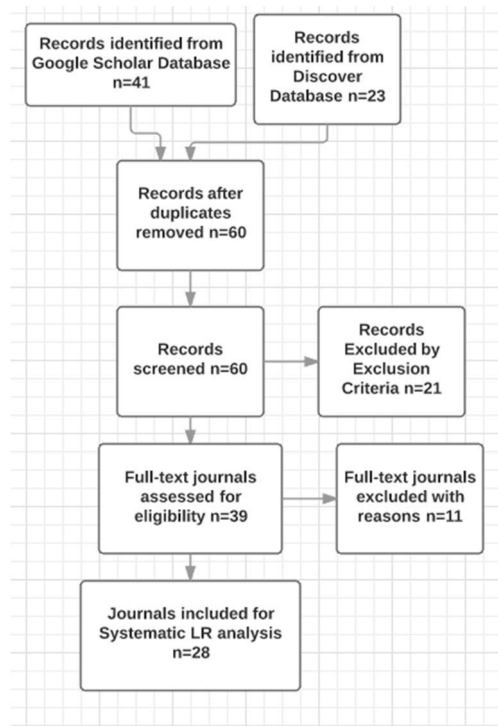 Records identified from
Google Scholar Database
n=41
Records
identified from
Discover
Database n=23
Records after
duplicates
removed n=60
Records
screened n=60
Records
Excluded by
Exclusion
Criteria n=21
Full-text journals
assessed for
eligibility n=39
Full-text journals
excluded with
reasons n=11
Journals included for
Systematic LR analysis
n=28